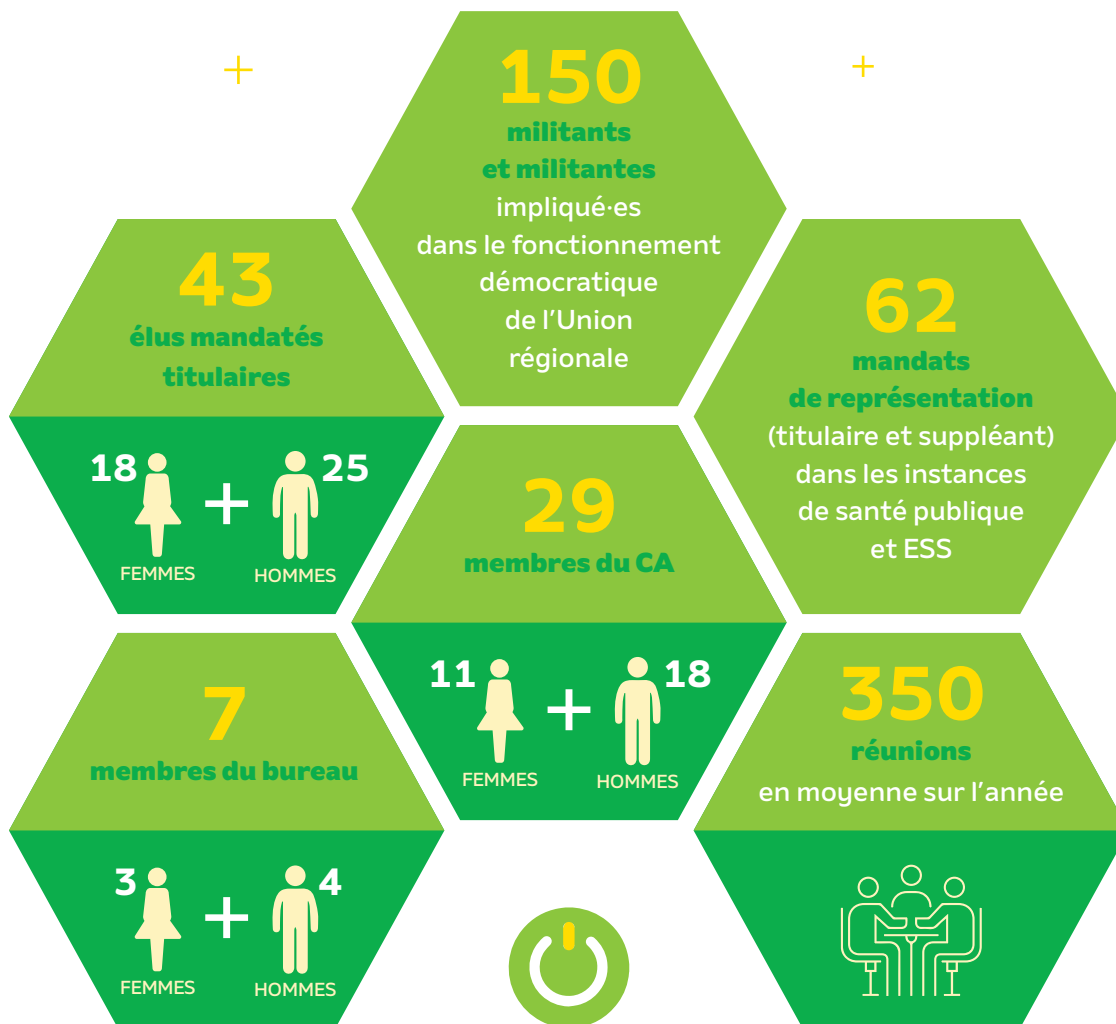 150
militants
et militantes
impliqué·es
dans le fonctionnement
démocratique
de l'Union
régionale
43
élus mandatés
titulaires
18
25
FEMMES
HOMMES
62
mandats
de représentation
(titulaire et suppléant)
dans les instances
de santé publique
et ESS
29
membres du CA
11
18
FEMMES
HOMMES
7
membres du bureau
3
4
FEMMES
HOMMES
350
réunions
en moyenne sur l'année